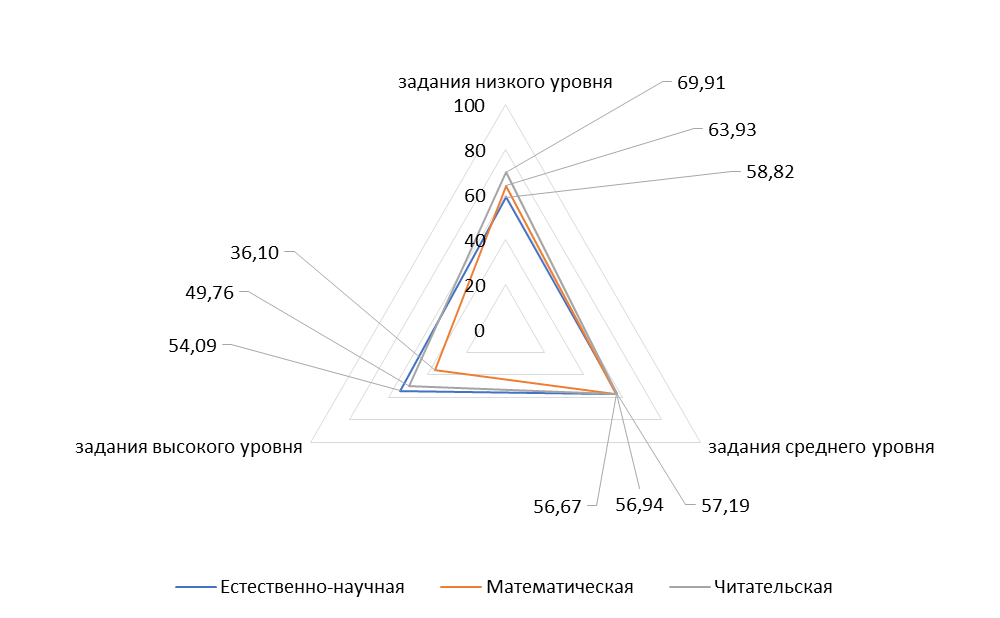 задания низкого уровня
69,91
100
63,93
80
58,82
60
40
36,10
20
49,76
0
54,09
задания высокого уровня
задания среднего уровня
56,67
56,94
57,19
Естественно-научная
Математическая
Читательская